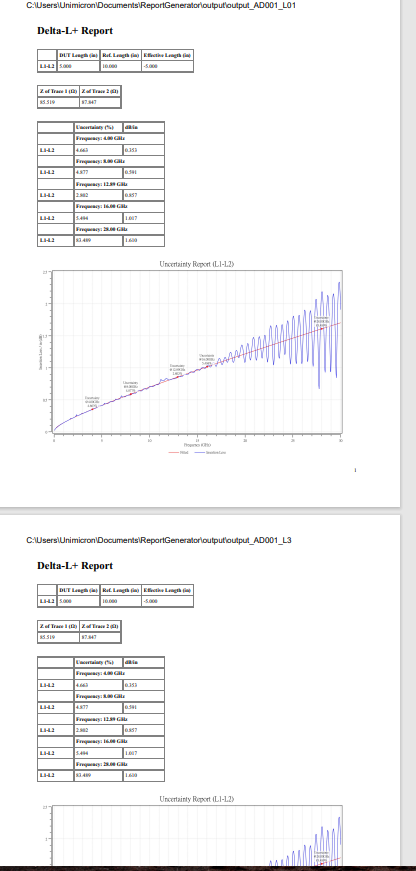 C:\Users\Unimicron\Documents\ReportGenerator\output\output_AD001_L01
Delta-L+ Report
DUT Length (in) Ref. Length (in) Effective Length (in)
L1-L2 5.000 10.000 -5.000
Z of Trace 1 (Ω) Z of Trace 2 (Ω)
85.519 87.847
Uncertainty (%) dB/in
Frequency: 4.00 GHz
L1-L2 4.663 0.353
Frequency: 8.00 GHz
L1-L2 4.877 0.591
Frequency: 12.89 GHz
L1-L2 2.802 0.857
Frequency: 16.00 GHz
L1-L2 5.494 1.017
Frequency: 28.00 GHz
L1-L2 83.489 1.610
Uncertainty Report (L1-L2)
Frequency (GHz)
C:\Users\Unimicron\Documents\ReportGenerator\output\output_AD001_L3
Delta-L+ Report
DUT Length (in) Ref. Length (in) Effective Length (in)
L1-L2 5.000 10.000 -5.000
Z of Trace 1 (Ω) Z of Trace 2 (Ω)
85.519 87.847
Uncertainty (%) dB/in
Frequency: 4.00 GHz
L1-L2 4.663 0.353
Frequency: 8.00 GHz
L1-L2 4.877 0.591
Frequency: 12.89 GHz
L1-L2 2.802 0.857
Frequency: 16.00 GHz
L1-L2 5.494 1.017
Frequency: 28.00 GHz
L1-L2 83.489 1.610
Uncertainty Report (L1-L2)